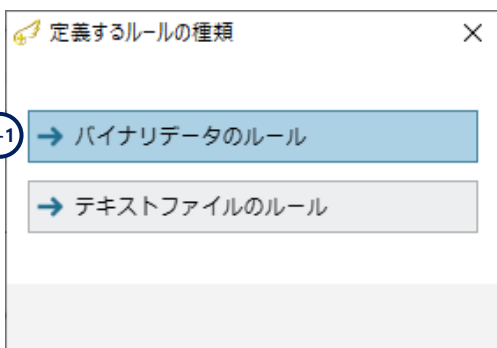 定義するルールの種類
-1
バイナリデータのルール
テキストファイルのルール